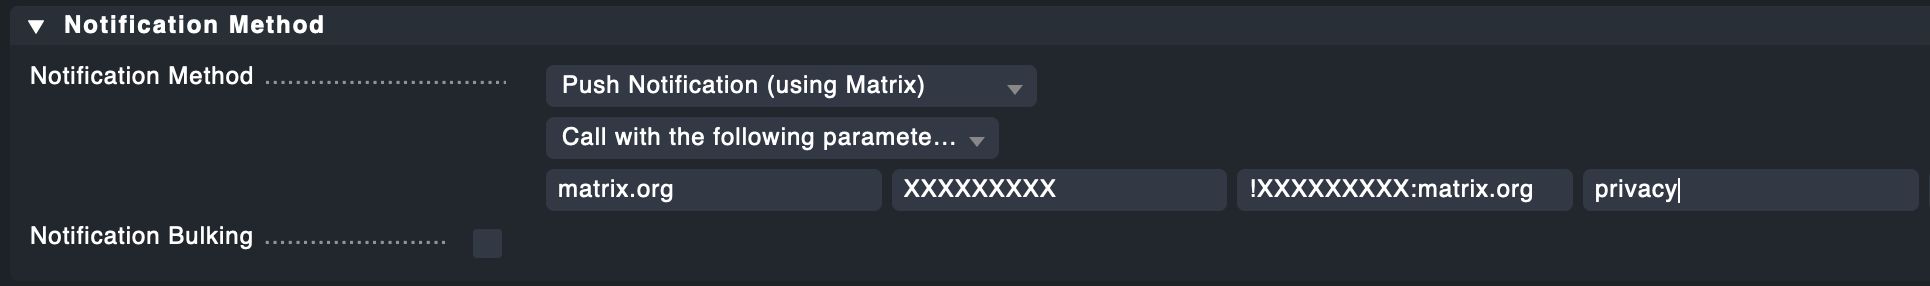 Notification Method
Notification Method
Push Notification (using Matrix)
Call with the following paramete...
matrix.org XXXXXXXXX !XXXXXXXXX:matrix.org privacy
Notification Bulking